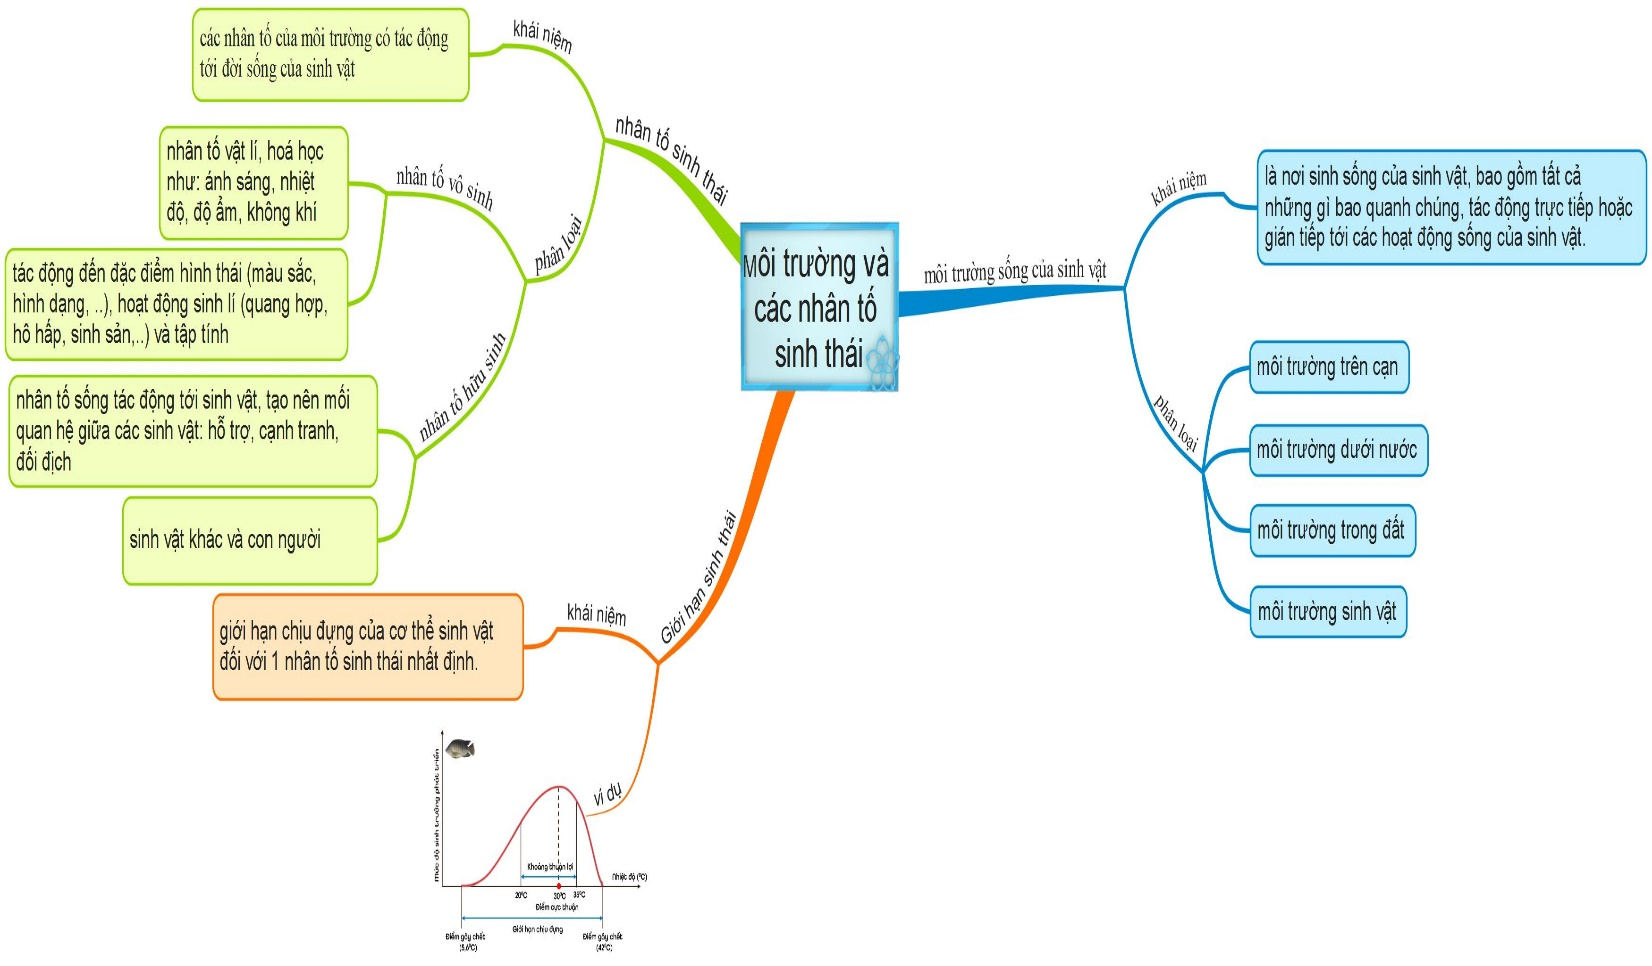 Môi trường và
các nhân tố
sinh thái
nhân tố sinh thái
khái niệm
các nhân tố của môi trường có tác động
tới đời sống của sinh vật
phân loại
nhân tố vô sinh
nhân tố vật lí, hoá học
như: ánh sáng, nhiệt
độ, độ ẩm, không khí
tác động đến đặc điểm hình thái (màu sắc,
hình dạng, ..), hoạt động sinh lí (quang hợp,
hô hấp, sinh sản,..) và tập tính
nhân tố hữu sinh
nhân tố sống tác động tới sinh vật, tạo nên mối
quan hệ giữa các sinh vật: hỗ trợ, cạnh tranh,
đối địch
sinh vật khác và con người
môi trường sống của sinh vật
khái niệm
là nơi sinh sống của sinh vật, bao gồm tất cả
những gì bao quanh chúng, tác động trực tiếp hoặc
gián tiếp tới các hoạt động sống của sinh vật.
phân loại
môi trường trên cạn
môi trường dưới nước
môi trường trong đất
môi trường sinh vật
Giới hạn sinh thái
khái niệm
giới hạn chịu đựng của cơ thể sinh vật
đối với 1 nhân tố sinh thái nhất định.
ví dụ
Mức độ sinh trưởng phát triển
Khoảng thuận lợi
Nhiệt độ (°C)
20°C
30°C
35°C
Điểm cực thuận
Giới hạn chịu đựng
Điểm gây chết
(5,6°C)
Điểm gây chết
(42°C)